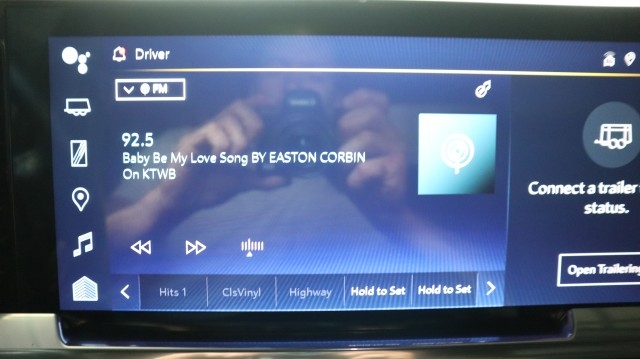 Driver
FM
92.5
Baby Be My Love Song BY EASTON CORBIN
On KTWB
Connect a trailer
status.
Open Trailering
Hits 1
ClsVinyl
Highway
Hold to Set
Hold to Set